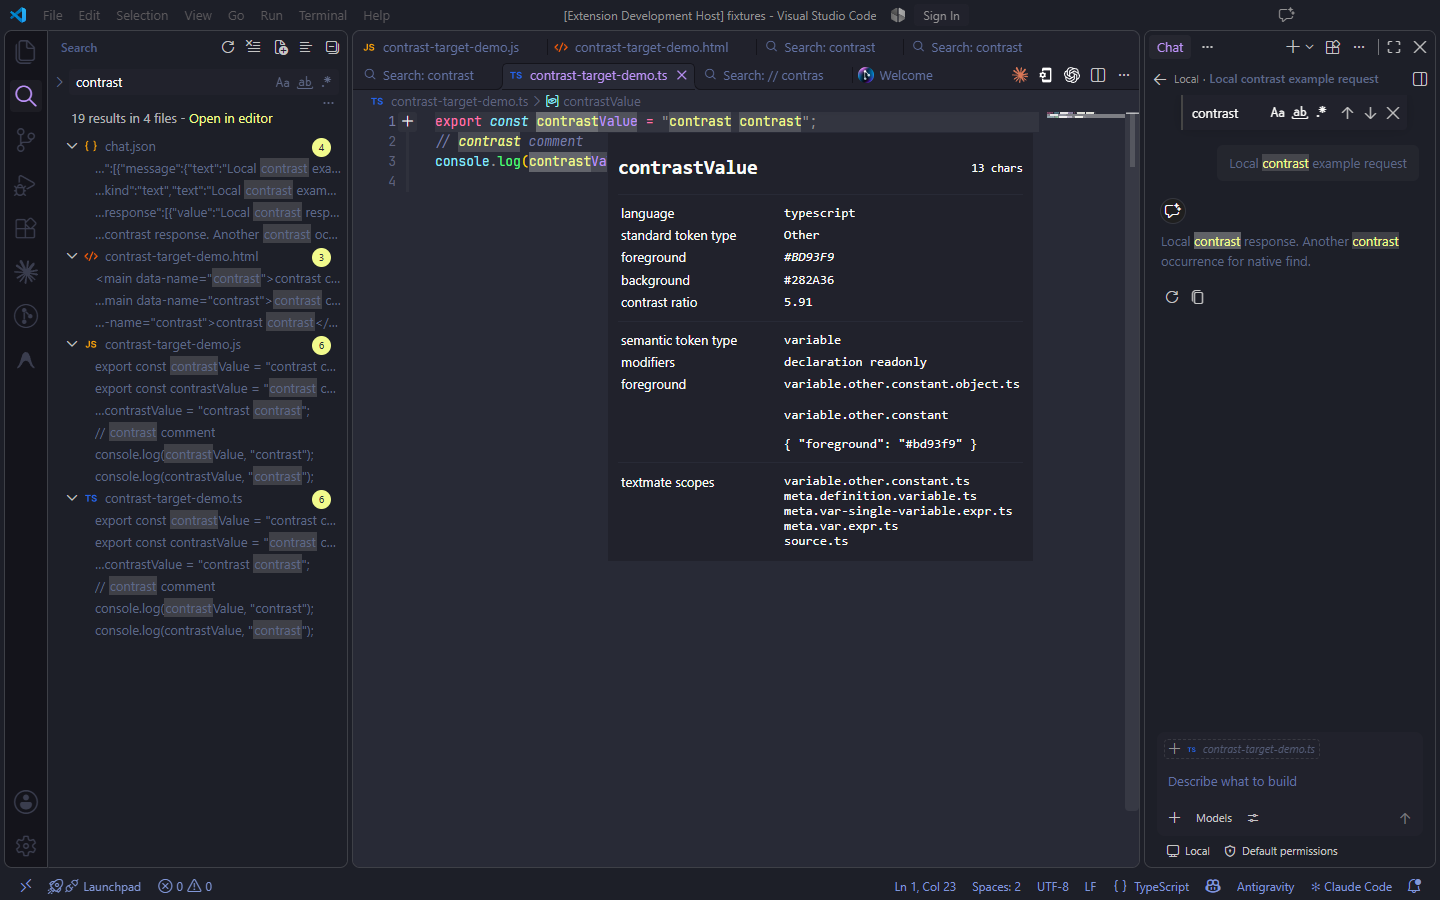 File Edit Selection View Go Run Terminal Help
[Extension Development Host] fixtures - Visual Studio Code
Sign In
Search
contrast
Aa ab .*
19 results in 4 files - Open in editor
{ } chat.json 4
...":[{"message":{"text":"Local contrast exa...
...kind":"text","text":"Local contrast exam...
...response":[{"value":"Local contrast resp...
...contrast response. Another contrast oc...
contrast-target-demo.html 3
<main data-name="contrast">contrast c...
...main data-name="contrast">contrast c...
...-name="contrast">contrast contrast</...
JS contrast-target-demo.js 6
export const contrastValue = "contrast c...
export const contrastValue = "contrast c...
...contrastValue = "contrast contrast";
// contrast comment
console.log(contrastValue, "contrast");
console.log(contrastValue, "contrast");
TS contrast-target-demo.ts 6
export const contrastValue = "contrast c...
export const contrastValue = "contrast c...
...contrastValue = "contrast contrast";
// contrast comment
console.log(contrastValue, "contrast");
console.log(contrastValue, "contrast");
JS contrast-target-demo.js
contrast-target-demo.html
Search: contrast
Search: contrast
Search: contrast
TS contrast-target-demo.ts
Search: // contras
Welcome
TS contrast-target-demo.ts > contrastValue
1 export const contrastValue = "contrast contrast";
2 // contrast comment
3 console.log(contrastVa
4
contrastValue 13 chars
language typescript
standard token type Other
foreground #BD93F9
background #282A36
contrast ratio 5.91
semantic token type variable
modifiers declaration readonly
foreground variable.other.constant.object.ts
variable.other.constant
{ "foreground": "#bd93f9" }
textmate scopes variable.other.constant.ts
meta.definition.variable.ts
meta.var-single-variable.expr.ts
meta.var.expr.ts
source.ts
Chat
Local · Local contrast example request
contrast Aa ab .*
Local contrast example request
Local contrast response. Another contrast
occurrence for native find.
TS contrast-target-demo.ts
Describe what to build
Models
Local Default permissions
Launchpad 0 0
Ln 1, Col 23 Spaces: 2 UTF-8 LF { } TypeScript Antigravity Claude Code